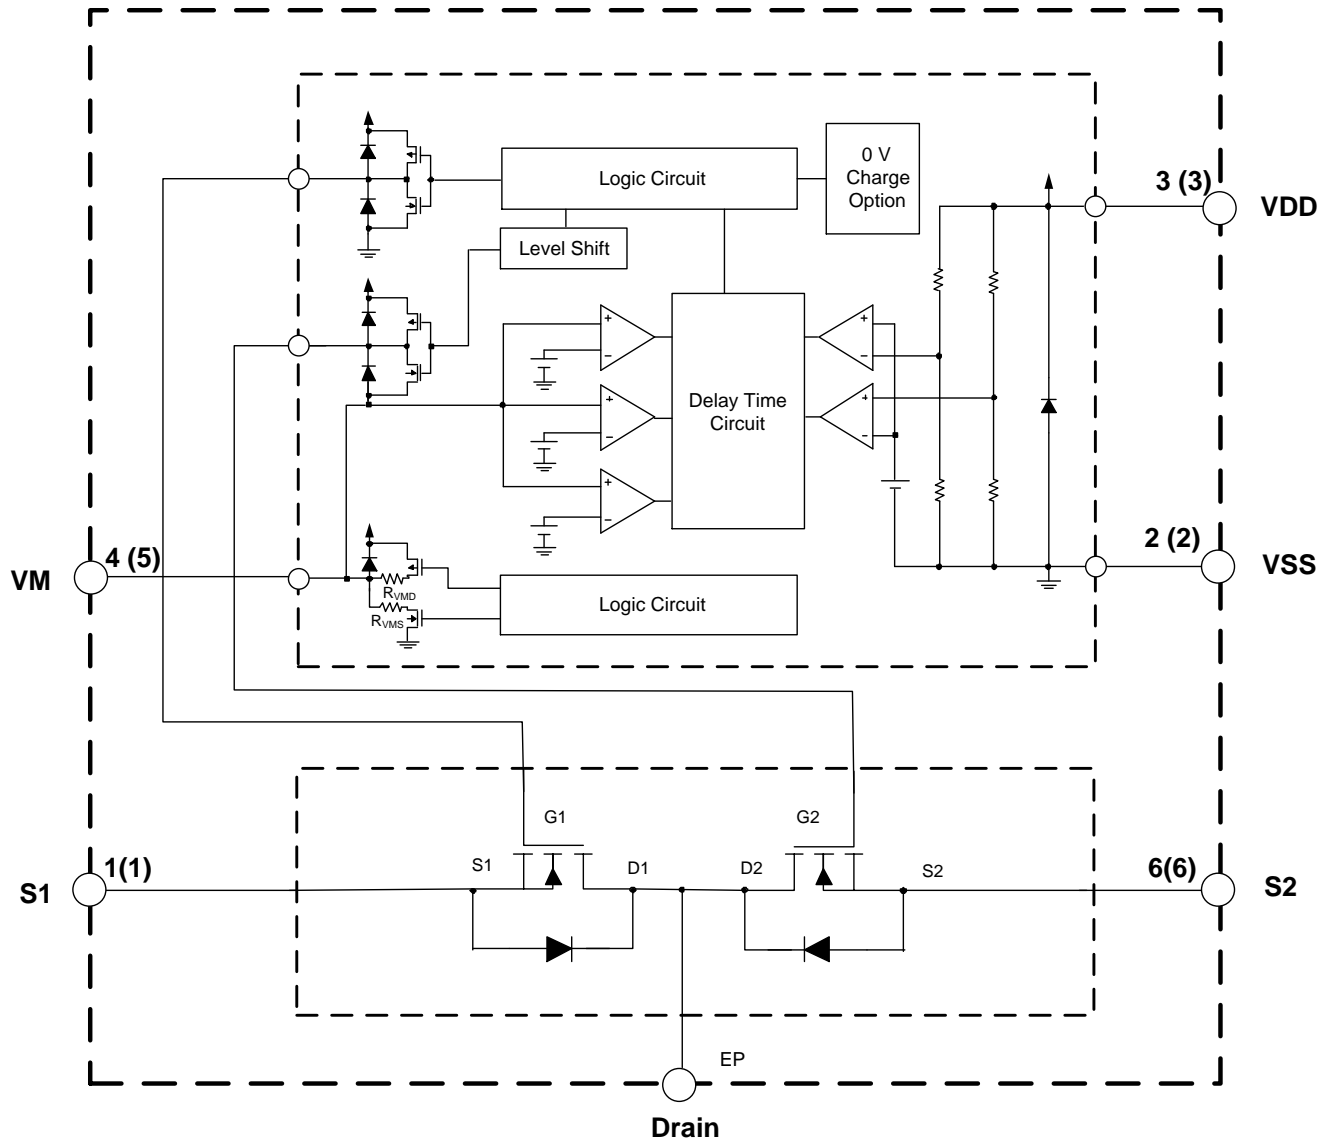 0 V
Charge
Option
Logic Circuit
3 (3)
VDD
Level Shift
+
−
+
−
+
−
+
−
+
−
Delay Time
Circuit
2 (2)
VSS
4 (5)
VM
RVMD
RVMS
Logic Circuit
G1
G2
S1
D1
D2
S2
1(1)
S1
6(6)
S2
EP
Drain